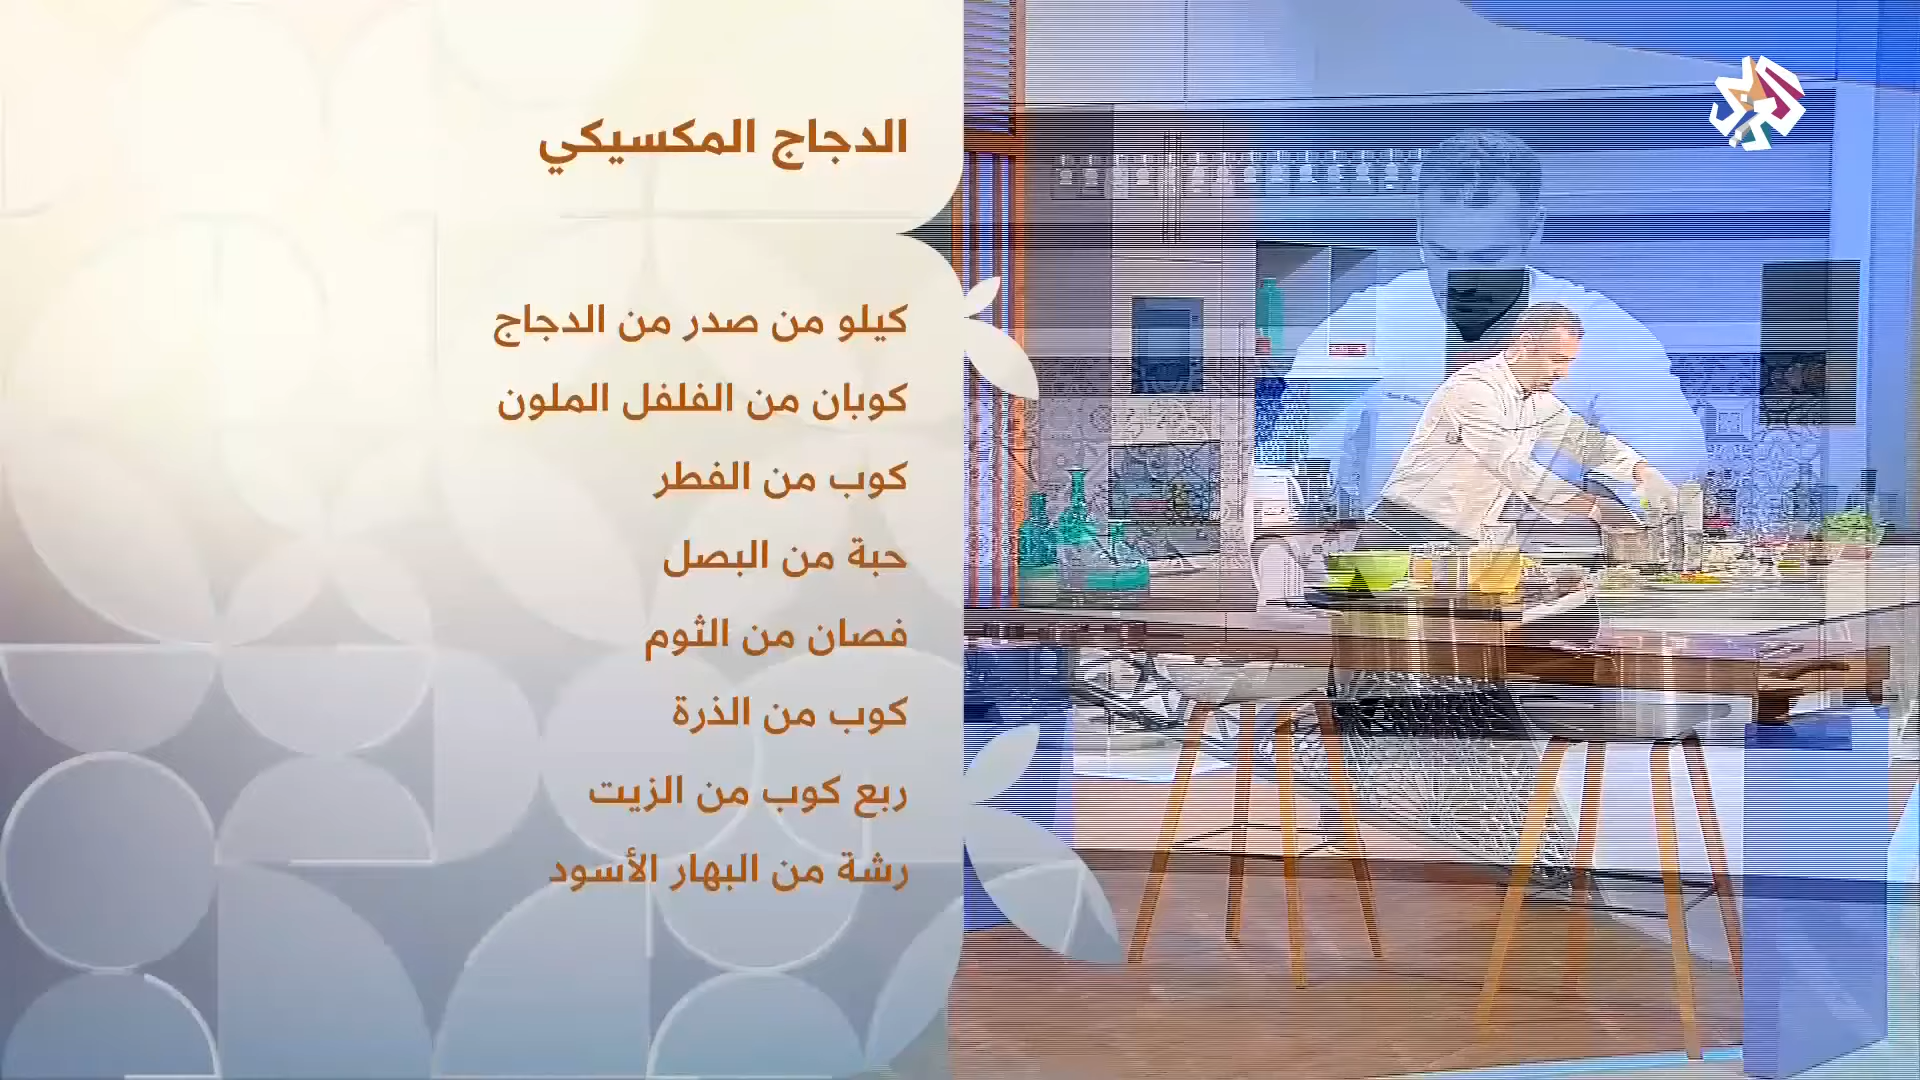 الدجاج المكسيكي
كيلو من صدر من الدجاج
كوبان من الفلفل الملون
كوب من الفطر
حبة من البصل
فصان من الثوم
كوب من الذرة
ربع كوب من الزيت
رشة من البهار الأسود